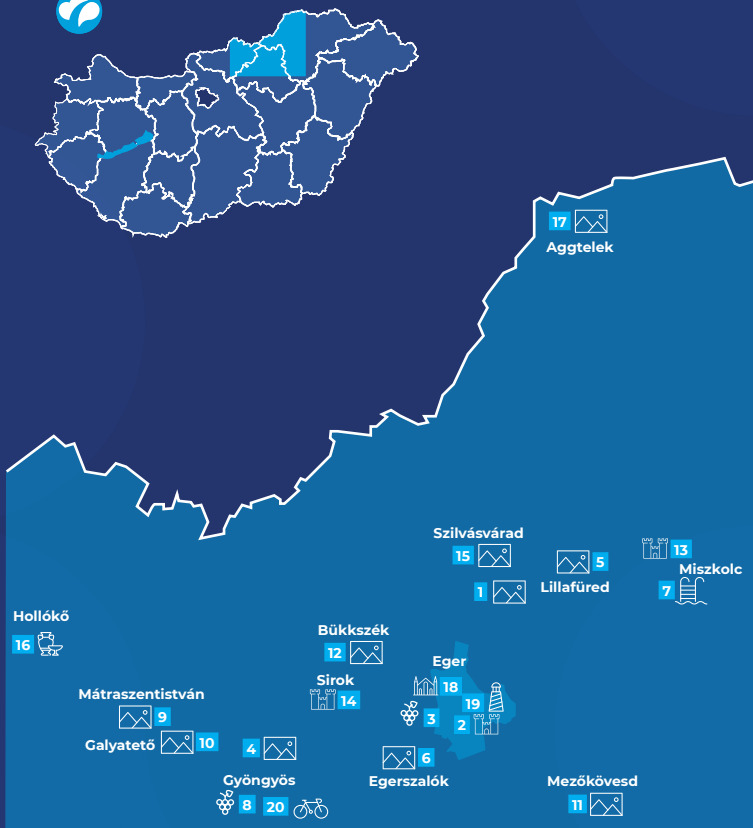 17
Aggtelek
Szilvásvárad
15
5
Lillafüred
1
13
Miszkolc
7
Hollókő
16
Bükkszék
12
Sirok
14
Eger
18
19
3
2
Mátraszentistván
9
Galyatető
10
4
6
Egerszalók
Gyöngyös
8
20
Mezőkövesd
11